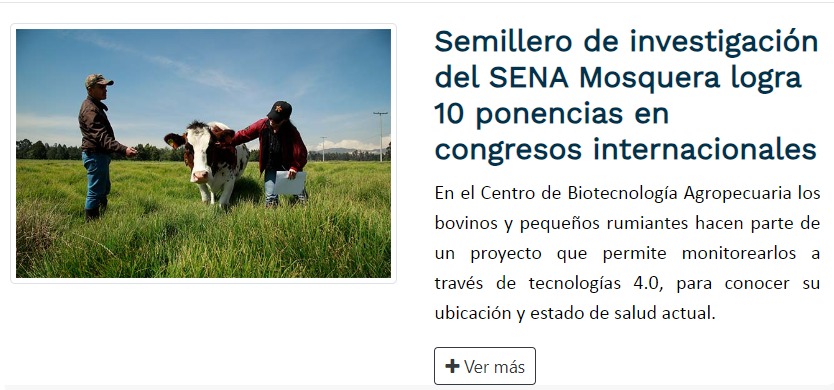 Semillero de investigación
del SENA Mosquera logra
10 ponencias en
congresos internacionales
En el Centro de Biotecnología Agropecuaria los
bovinos y pequeños rumiantes hacen parte de
un proyecto que permite monitorearlos a
través de tecnologías 4.0, para conocer su
ubicación y estado de salud actual.
+ Ver más